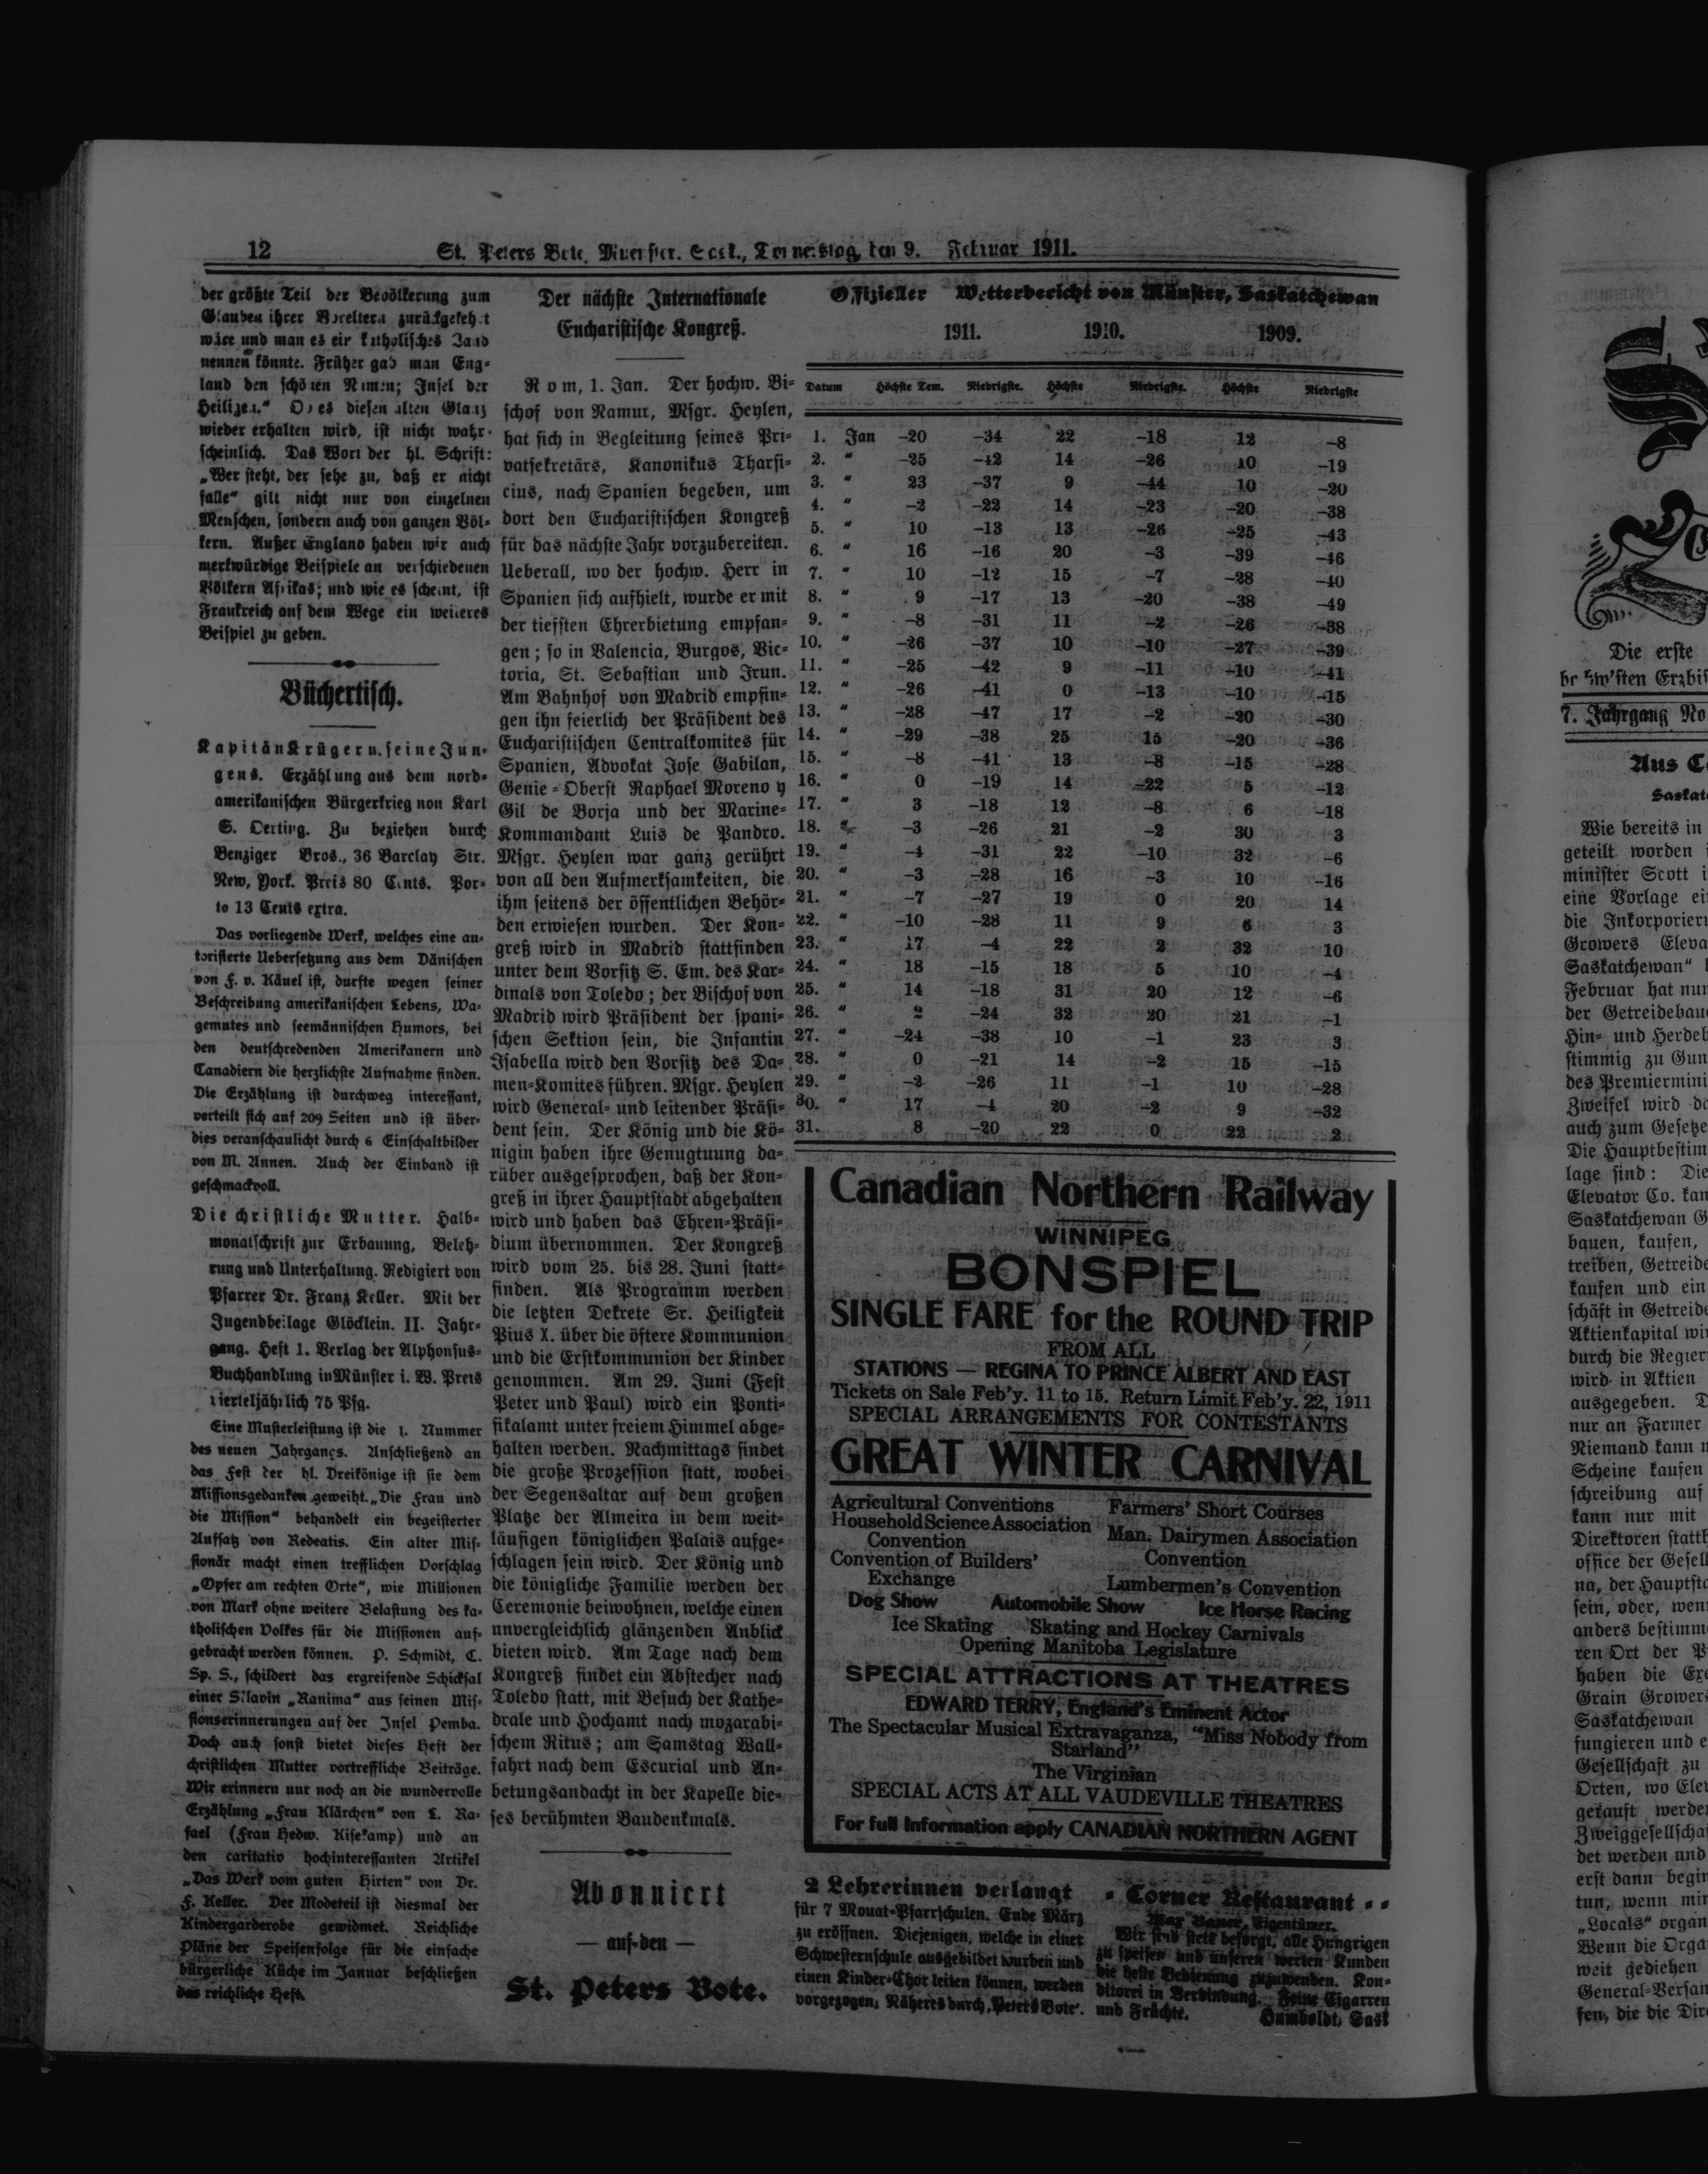 12
St. Peters Bote, Münster, Sask., Donnerstag, den 9. Februar 1911.
der größte Teil der Bevölkerung zum
Glauben ihrer Voreltern zurückgekehrt
wäre und man es ein katholisches Land
nennen könnte. Früher gab man Eng-
land den schönen Namen; Insel der
Heiligen." Ob es diesen alten Glanz
wieder erhalten wird, ist nicht wahr-
scheinlich. Das Wort der hl. Schrift:
„Wer steht, der sehe zu, daß er nicht
falle" gilt nicht nur von einzelnen
Menschen, sondern auch von ganzen Völ-
kern. Außer England haben wir auch
merkwürdige Beispiele an verschiedenen
Völkern Afrikas; und wie es scheint, ist
Frankreich auf dem Wege ein weiteres
Beispiel zu geben.
Büchertisch.
Kapitän Krüger u. seine Jun-
gens. Erzählung aus dem nord-
amerikanischen Bürgerkrieg non Karl
S. Oerting. Zu beziehen durch
Benziger Bros., 36 Barclay Str.
New, York. Preis 80 Cents. Por-
to 13 Cents extra.
Das vorliegende Werk, welches eine au-
torisierte Uebersetzung aus dem Dänischen
von F. v. Känel ist, durfte wegen seiner
Beschreibung amerikanischen Lebens, Wa-
gemutes und seemännischen Humors, bei
den deutschredenden Amerikanern und
Canadiern die herzlichste Aufnahme finden.
Die Erzählung ist durchweg interessant,
verteilt sich auf 209 Seiten und ist über-
dies veranschaulicht durch 6 Einschaltbilder
von M. Annen. Auch der Einband ist
geschmackvoll.
Die christliche Mutter. Halb-
monatschrift zur Erbauung, Beleh-
rung und Unterhaltung. Redigiert von
Pfarrer Dr. Franz Keller. Mit der
Jugendbeilage Glöcklein. II. Jahr-
gang. Heft 1. Verlag der Alphonsus-
Buchhandlung in Münster i. W. Preis
vierteljährlich 75 Pfg.
Eine Musterleistung ist die 1. Nummer
des neuen Jahrganges. Anschließend an
das Fest der hl. Dreikönige ist sie dem
Missionsgedanken geweiht. „Die Frau und
die Mission" behandelt ein begeisterter
Aufsatz von Redeatis. Ein alter Mis-
sionär macht einen trefflichen Vorschlag
„Opfer am rechten Orte", wie Millionen
von Mark ohne weitere Belastung des ka-
tholischen Volkes für die Missionen auf-
gebracht werden können. P. Schmidt, C.
Sp. S., schildert das ergreifende Schicksal
einer Sklavin „Ranima" aus seinen Mis-
sionserinnerungen auf der Insel Pemba.
Doch auch sonst bietet dieses Heft der
christlichen Mutter vortreffliche Beiträge.
Wir erinnern nur noch an die wundervolle
Erzählung „Frau Klärchen" von L. Ra-
fael (Frau Hedw. Kiesekamp) und an
den caritativ hochinteressanten Artikel
„Das Werk vom guten Hirten" von Dr.
F. Keller. Der Modeteil ist diesmal der
Kindergarderobe gewidmet. Reichliche
Pläne der Speisenfolge für die einfache
bürgerliche Küche im Januar beschließen
das reichliche Heft.
Der nächste Internationale
Eucharistische Kongreß.
Rom, 1. Jan. Der hochw. Bi-
schof von Namur, Msgr. Heylen,
hat sich in Begleitung seines Pri-
vatsekretärs, Kanonikus Tharsi-
cius, nach Spanien begeben, um
dort den Eucharistischen Kongreß
für das nächste Jahr vorzubereiten.
Ueberall, wo der hochw. Herr in
Spanien sich aufhielt, wurde er mit
der tiefsten Ehrerbietung empfan-
gen; so in Valencia, Burgos, Vic-
toria, St. Sebastian und Irun.
Am Bahnhof von Madrid empfin-
gen ihn feierlich der Präsident des
Eucharistischen Centralkomites für
Spanien, Advokat Jose Gabilan,
Genie-Oberst Raphael Moreno y
Gil de Borja und der Marine-
Kommandant Luis de Pandro.
Msgr. Heylen war ganz gerührt
von all den Aufmerksamkeiten, die
ihm seitens der öffentlichen Behör-
den erwiesen wurden. Der Kon-
greß wird in Madrid stattfinden
unter dem Vorsitz S. Em. des Kar-
dinals von Toledo; der Bischof von
Madrid wird Präsident der spani-
schen Sektion sein, die Infantin
Isabella wird den Vorsitz des Da-
men-Komites führen. Msgr. Heylen
wird General- und leitender Präsi-
dent sein. Der König und die Kö-
nigin haben ihre Genugtuung da-
rüber ausgesprochen, daß der Kon-
greß in ihrer Hauptstadt abgehalten
wird und haben das Ehren-Präsi-
dium übernommen. Der Kongreß
wird vom 25. bis 28. Juni statt-
finden. Als Programm werden
die letzten Dekrete Sr. Heiligkeit
Pius X. über die öftere Kommunion
und die Erstkommunion der Kinder
genommen. Am 29. Juni (Fest
Peter und Paul) wird ein Ponti-
fikalamt unter freiem Himmel abge-
halten werden. Nachmittags findet
die große Prozession statt, wobei
der Segensaltar auf dem großen
Platze der Almeira in dem weit-
läufigen königlichen Palais aufge-
schlagen sein wird. Der König und
die königliche Familie werden der
Ceremonie beiwohnen, welche einen
unvergleichlich glänzenden Anblick
bieten wird. Am Tage nach dem
Kongreß findet ein Abstecher nach
Toledo statt, mit Besuch der Kathe-
drale und Hochamt nach mozarabi-
schem Ritus; am Samstag Wall-
fahrt nach dem Escurial und An-
betungsandacht in der Kapelle die-
ses berühmten Baudenkmals.
Abonniert
— auf den —
St. Peters Bote.
Offizieller Wetterbericht von Münster, Saskatchewan
1911. 1910. 1909.
Datum Höchste Tem. Niedrigste. Höchste Niedrigste. Höchste Niedrigste
1. Jan –20 –34 22 –18 12 –8
2. " –25 –42 14 –26 10 –19
3. " 23 –37 9 –44 10 –20
4. " –2 –22 14 –23 –20 –38
5. " 10 –13 13 –26 –25 –43
6. " 16 –16 20 –3 –39 –46
7. " 10 –12 15 –7 –28 –40
8. " 9 –17 13 –20 –38 –49
9. " –8 –31 11 –2 –26 –38
10. " –26 –37 10 –10 –27 –39
11. " –25 –42 9 –11 –10 –41
12. " –26 –41 0 –13 –10 –15
13. " –28 –47 17 –2 –20 –30
14. " –29 –38 25 15 –20 –36
15. " –8 –41 13 –8 –15 –28
16. " 0 –19 14 –22 5 –12
17. " 3 –18 12 –8 6 –18
18. " –3 –26 21 –2 30 3
19. " –4 –31 22 –10 32 –6
20. " –3 –28 16 –3 10 –16
21. " –7 –27 19 0 20 14
22. " –10 –28 11 9 6 3
23. " 17 –4 22 2 32 10
24. " 18 –15 18 5 10 –4
25. " 14 –18 31 20 12 –6
26. " 2 –24 32 20 21 –1
27. " –24 –38 10 –1 23 3
28. " 0 –21 14 –2 15 –15
29. " –2 –26 11 –1 10 –28
30. " 17 –4 20 –2 9 –32
31. 8 –20 22 0 22 2
Canadian Northern Railway
WINNIPEG
BONSPIEL
SINGLE FARE for the ROUND TRIP
FROM ALL
STATIONS — REGINA TO PRINCE ALBERT AND EAST
Tickets on Sale Feb'y. 11 to 15. Return Limit Feb'y. 22, 1911
SPECIAL ARRANGEMENTS FOR CONTESTANTS
GREAT WINTER CARNIVAL
Agricultural Conventions
Household Science Association
Convention
Convention of Builders'
Exchange
Farmers' Short Courses
Man. Dairymen Association
Convention
Lumbermen's Convention
Dog Show Automobile Show Ice Horse Racing
Ice Skating Skating and Hockey Carnivals
Opening Manitoba Legislature
SPECIAL ATTRACTIONS AT THEATRES
EDWARD TERRY, England's Eminent Actor
The Spectacular Musical Extravaganza, "Miss Nobody from
Starland"
The Virginian
SPECIAL ACTS AT ALL VAUDEVILLE THEATRES
For full Information apply CANADIAN NORTHERN AGENT
2 Lehrerinnen verlangt
für 7 Monat-Pfarrschulen. Ende März
zu eröffnen. Diejenigen, welche in einer
Schwesternschule ausgebildet wurden und
einen Kinder-Chor leiten können, werden
vorgezogen. Näheres durch „Peters Bote".
Corner Restaurant
Max Bauer, Eigentümer.
Wir sind stets besorgt, alle Hungrigen
zu speisen und unseren werten Kunden
die beste Bedienung zuzuwenden. Kon-
ditorei in Verbindung. Feine Cigarren
und Früchte.
Humboldt, Sask
Die erste
7. Jahrgang No
Aus C
Saskat
Wie bereits in
geteilt worden
minister Scott i
eine Vorlage ei
die Inkorporier
Growers Eleva
Saskatchewan"
Februar hat nun
der Getreidebau
Hin- und Herdeb
stimmig zu Gun
des Premiermini
Zweifel wird d
auch zum Gesetze
Die Hauptbestim
lage sind: Die
Elevator Co. kan
Saskatchewan G
bauen, kaufen,
treiben, Getreide
kaufen und ein
schäft in Getreide
Aktienkapital wi
durch die Regier
wird in Aktien
ausgegeben. D
nur an Farmer
Niemand kann n
Scheine kaufen
schreibung auf
kann nur mit
Direktoren statth
office der Gesell
na, der Hauptsta
sein, oder, wenn
anders bestimm
ren Ort der P
haben die Exe
Grain Growers
Saskatchewan
fungieren und e
Gesellschaft zu
Orten, wo Ele
gekauft werden
Zweiggesellscha
det werden und
erst dann begin
tun, wenn min
„Locals" organ
Wenn die Orga
weit gediehen
General-Versam
sen, die die Dir